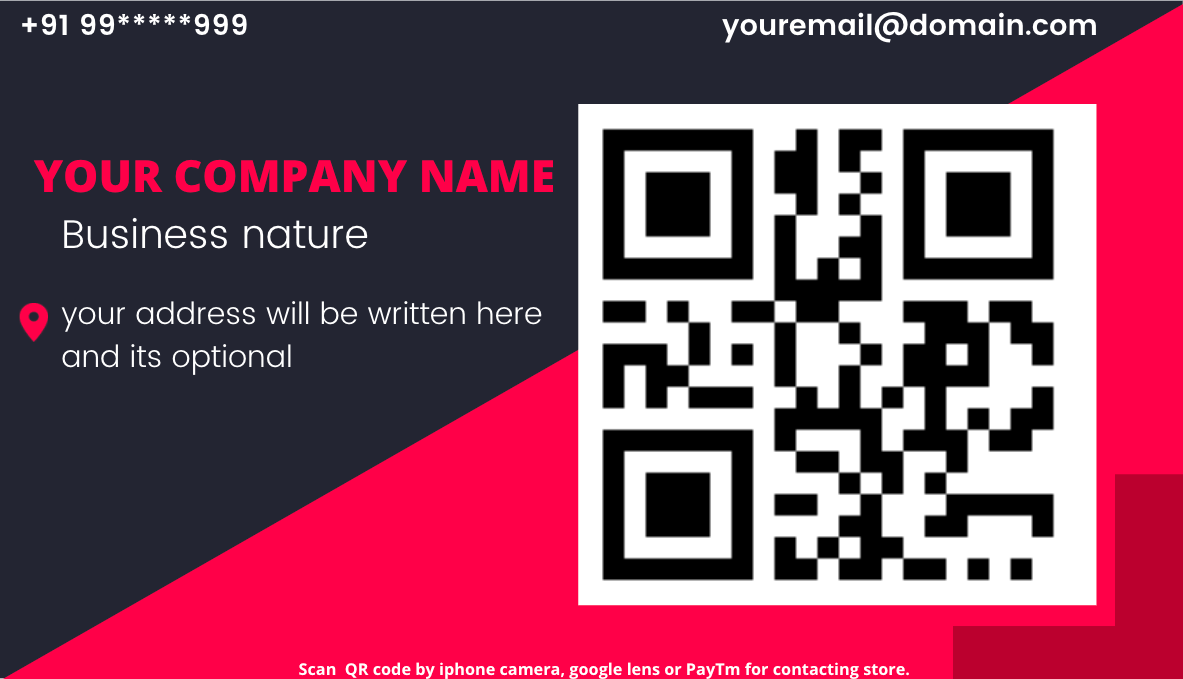 +91 99*****999
youremail@domain.com
YOUR COMPANY NAME
Business nature
your address will be written here
and its optional
Scan QR code by iphone camera, google lens or PayTm for contacting store.